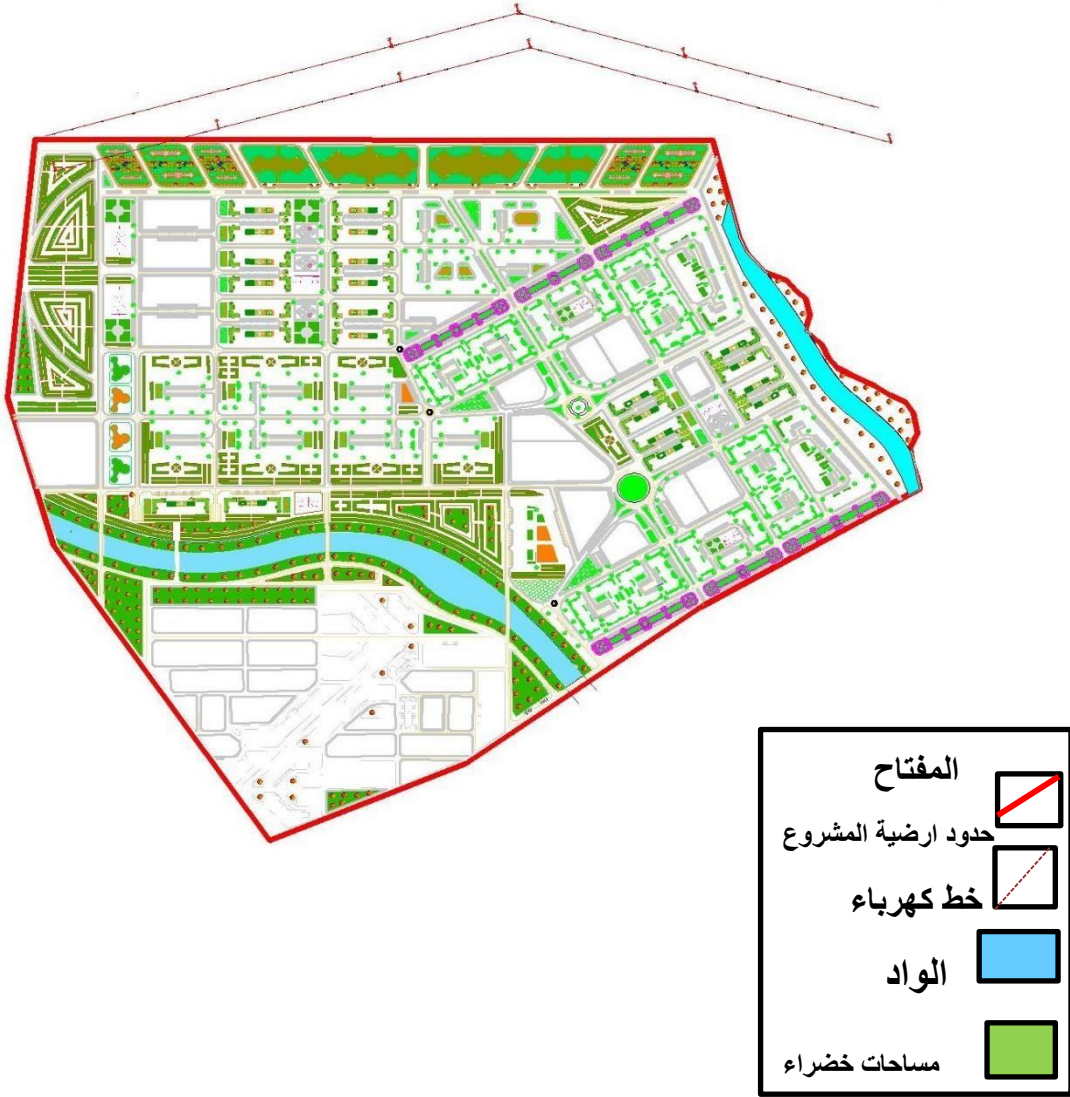 المفتاح
حدود ارضية المشروع
خط كهرباء
الواد
مساحات خضراء